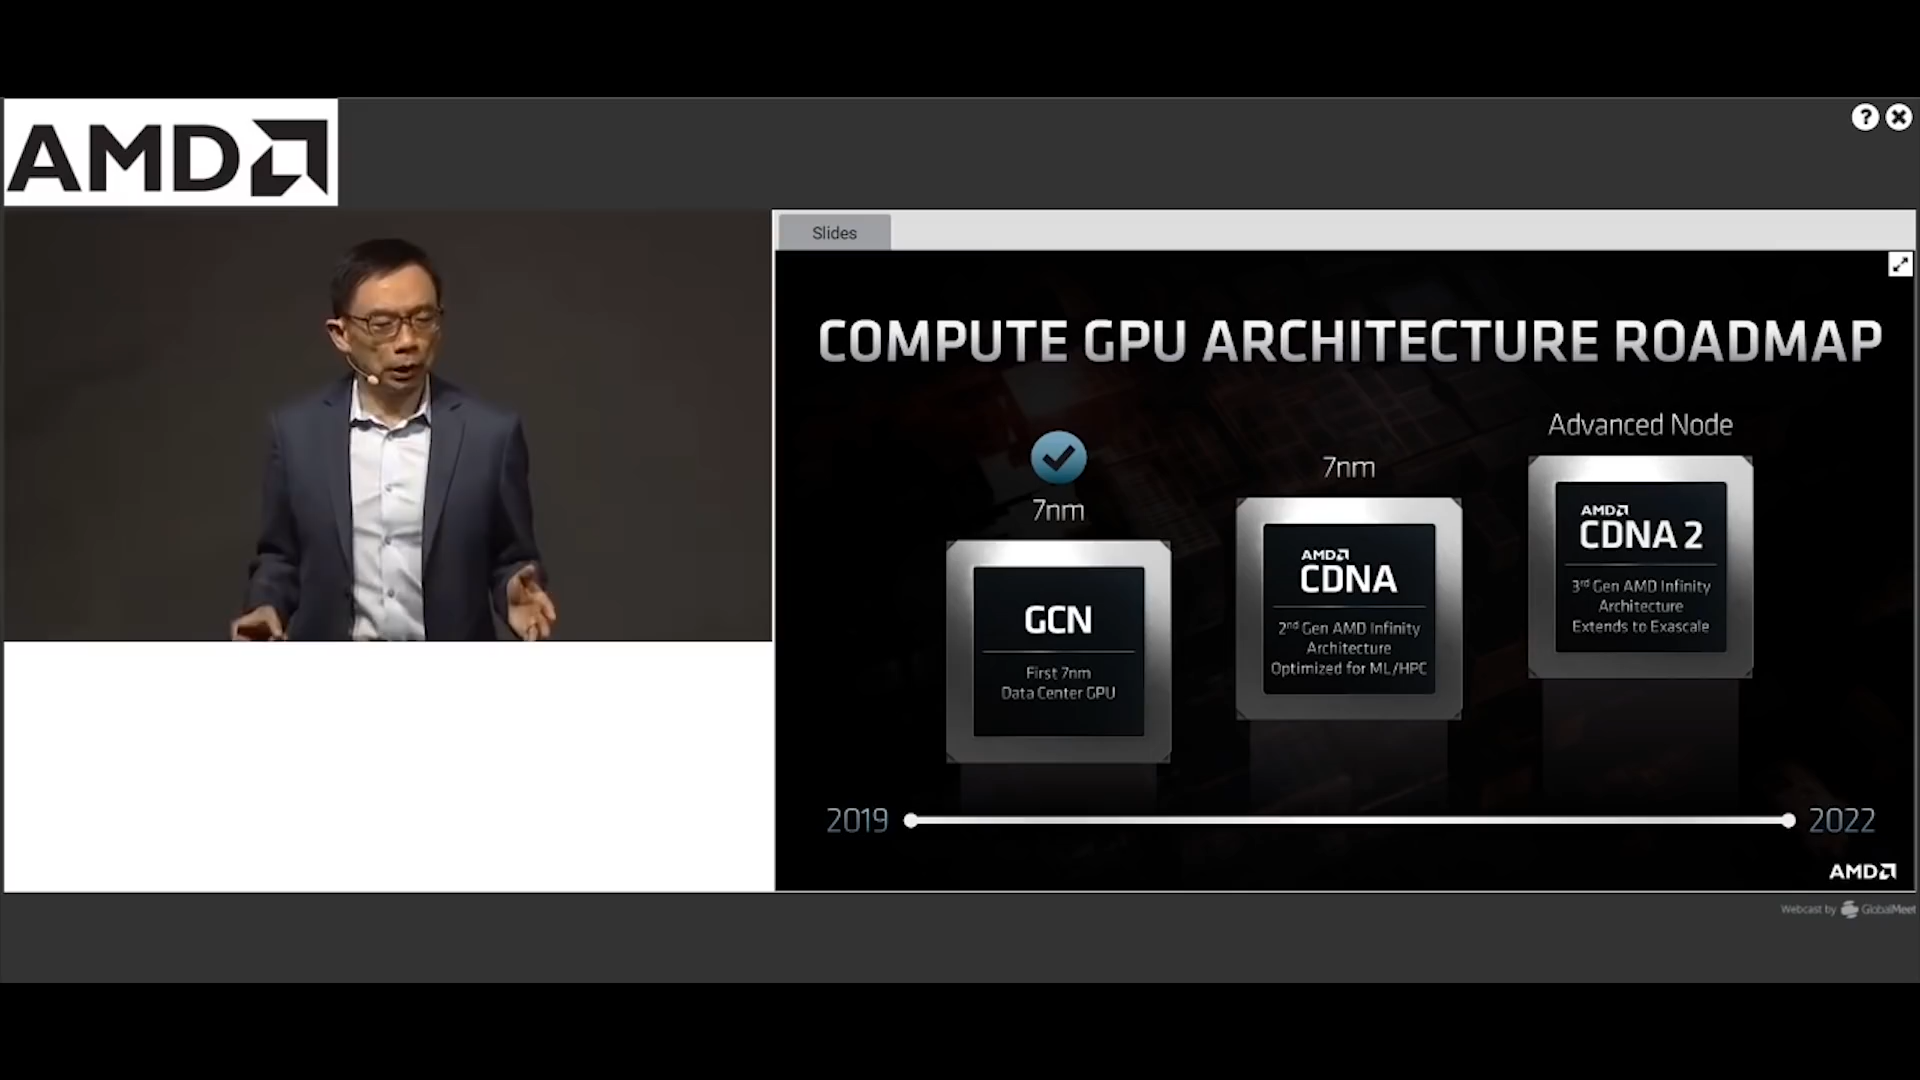 AMD
Slides
COMPUTE GPU ARCHITECTURE ROADMAP
7nm
GCN
First 7nm
Data Center GPU
7nm
AMD
CDNA
2nd Gen AMD Infinity
Architecture
Optimized for ML/HPC
Advanced Node
AMD
CDNA 2
3rd Gen AMD Infinity
Architecture
Extends to Exascale
2019
2022
AMD
Webcast by GlobalMeet